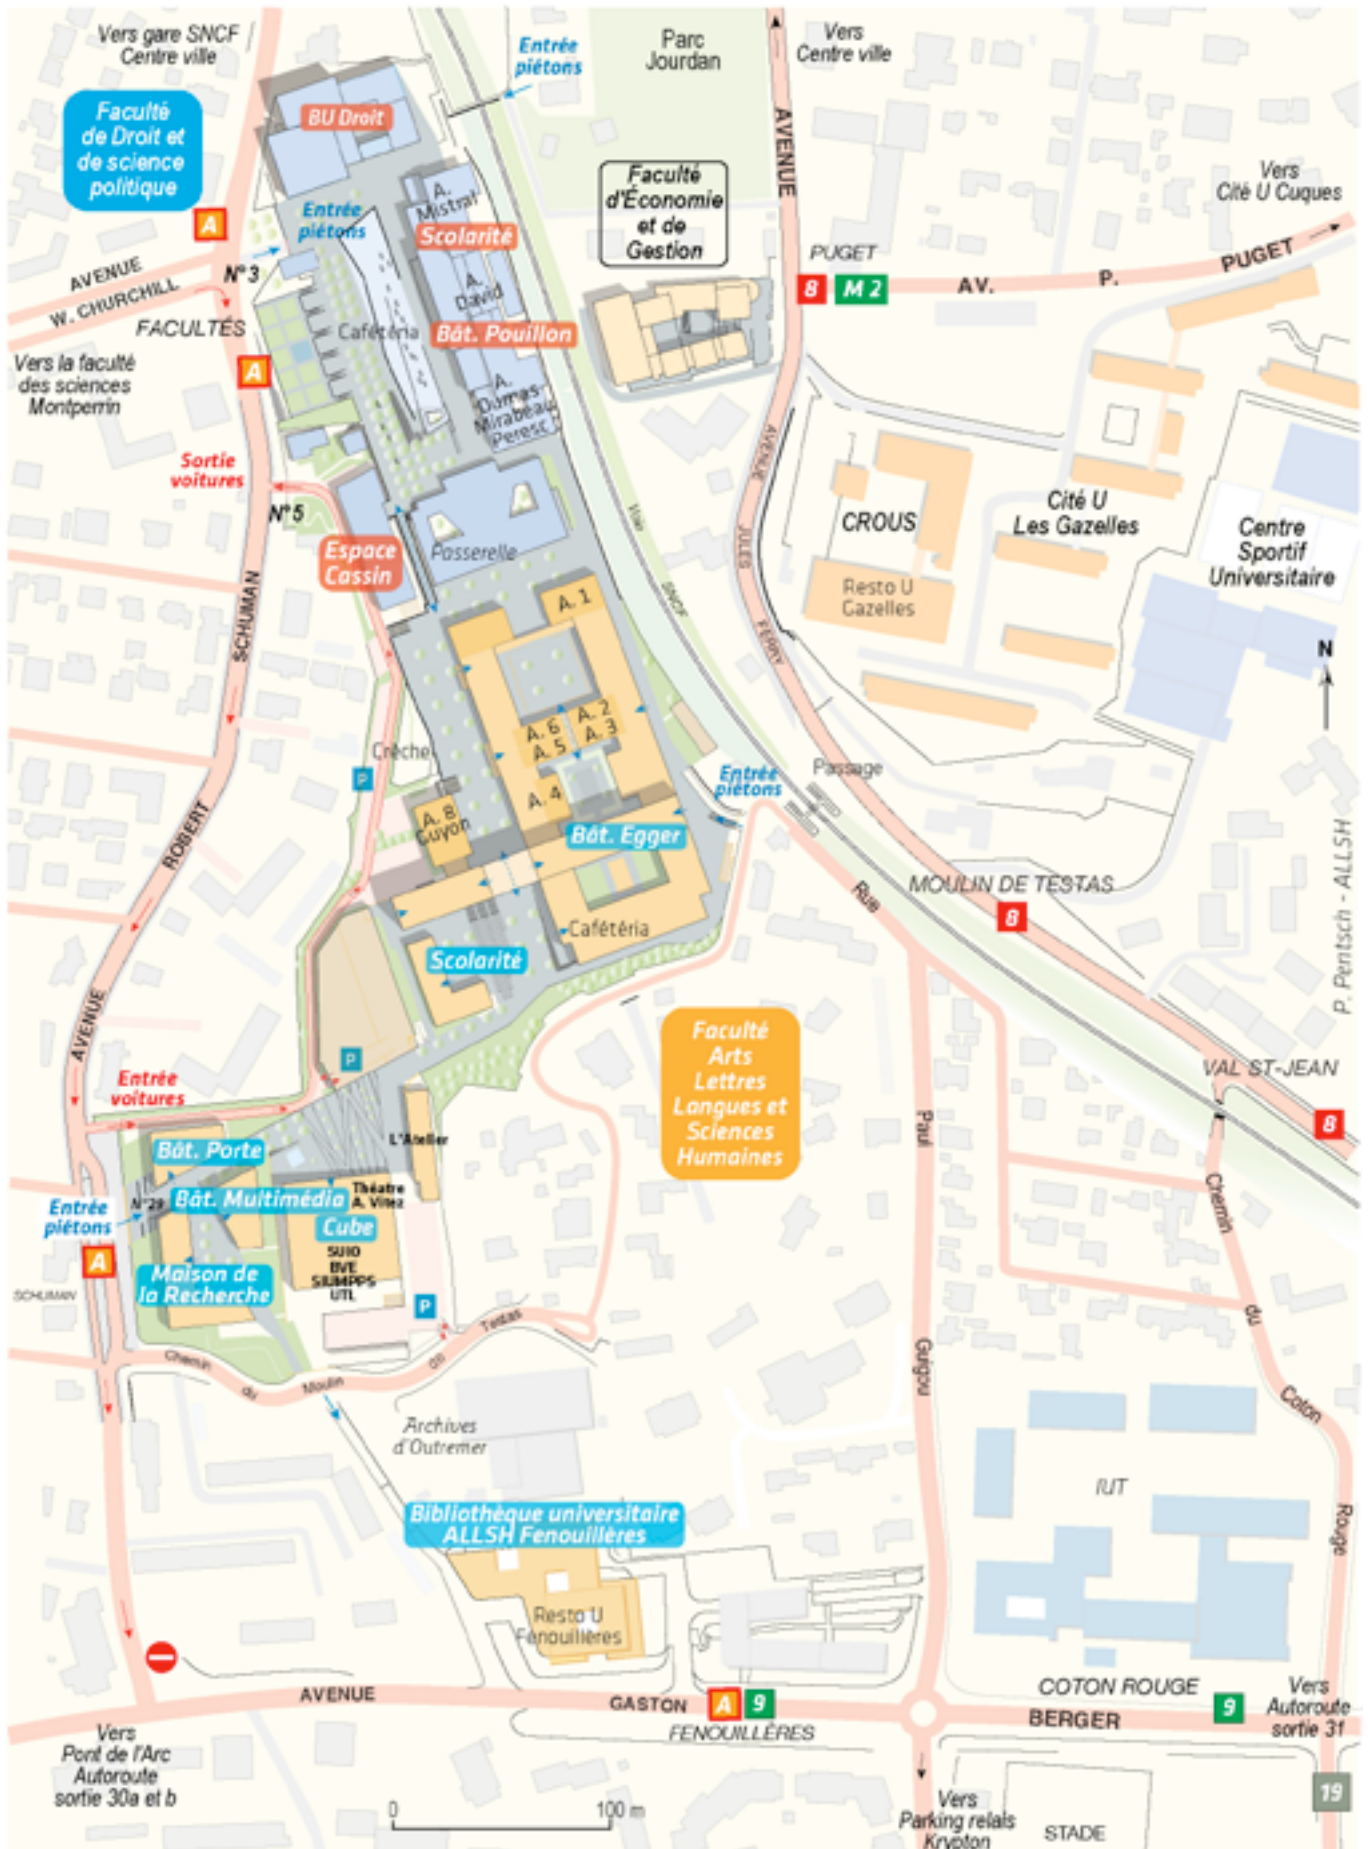 Vers gare SNCF
Centre ville
Entrée
piétons
Parc
Jourdan
Vers
Centre ville
Faculté
de Droit et
de science
politique
BU Droit
AVENUE
Faculté
d'Économie
et de
Gestion
Vers
Cité U Cuques
A.
Mistral
Scolarité
Entrée
piétons
A
N°3
AVENUE
W. CHURCHILL
FACULTÉS
PUGET
8
M 2
AV.
P.
PUGET
A.
David
Cafétéria
Bât. Pouillon
Vers la faculté
des sciences
Montperrin
A
A.
Dumas
Mirabeau
Peresc
Sortie
voitures
N°5
Espace
Cassin
Passerelle
Voie
SNCF
AVENUE
JULES
FERRY
CROUS
Cité U
Les Gazelles
Centre
Sportif
Universitaire
Resto U
Gazelles
N
SCHUMAN
A. 1
A. 2
A. 3
A. 6
A. 5
A. 4
Crèche
P
Entrée
piétons
Passage
A. 8
Guyon
Bât. Egger
ROBERT
MOULIN DE TESTAS
8
Rue
P. Pentsch - ALLSH
Cafétéria
Scolarité
AVENUE
Faculté
Arts
Lettres
Langues et
Sciences
Humaines
P
VAL ST-JEAN
8
Entrée
voitures
Paul
L'Atelier
Bât. Porte
Chemin
Entrée
piétons
N°29
Bât. Multimédia
Théatre
A. Vitez
Cube
SUIO
BVE
SIUMPPS
UTL
A
SCHUMAN
Maison de
la Recherche
P
du
Testas
Chemin
du
Moulin
du
Guigou
Coton
Archives
d'Outremer
IUT
Bibliothèque universitaire
ALLSH Fenouillères
Rouge
Resto U
Fenouillères
AVENUE
GASTON
A
9
FENOUILLÈRES
COTON ROUGE
BERGER
9
Vers
Autoroute
sortie 31
Vers
Pont de l'Arc
Autoroute
sortie 30a et b
0
100 m
Vers
Parking relais
Krypton
STADE
19